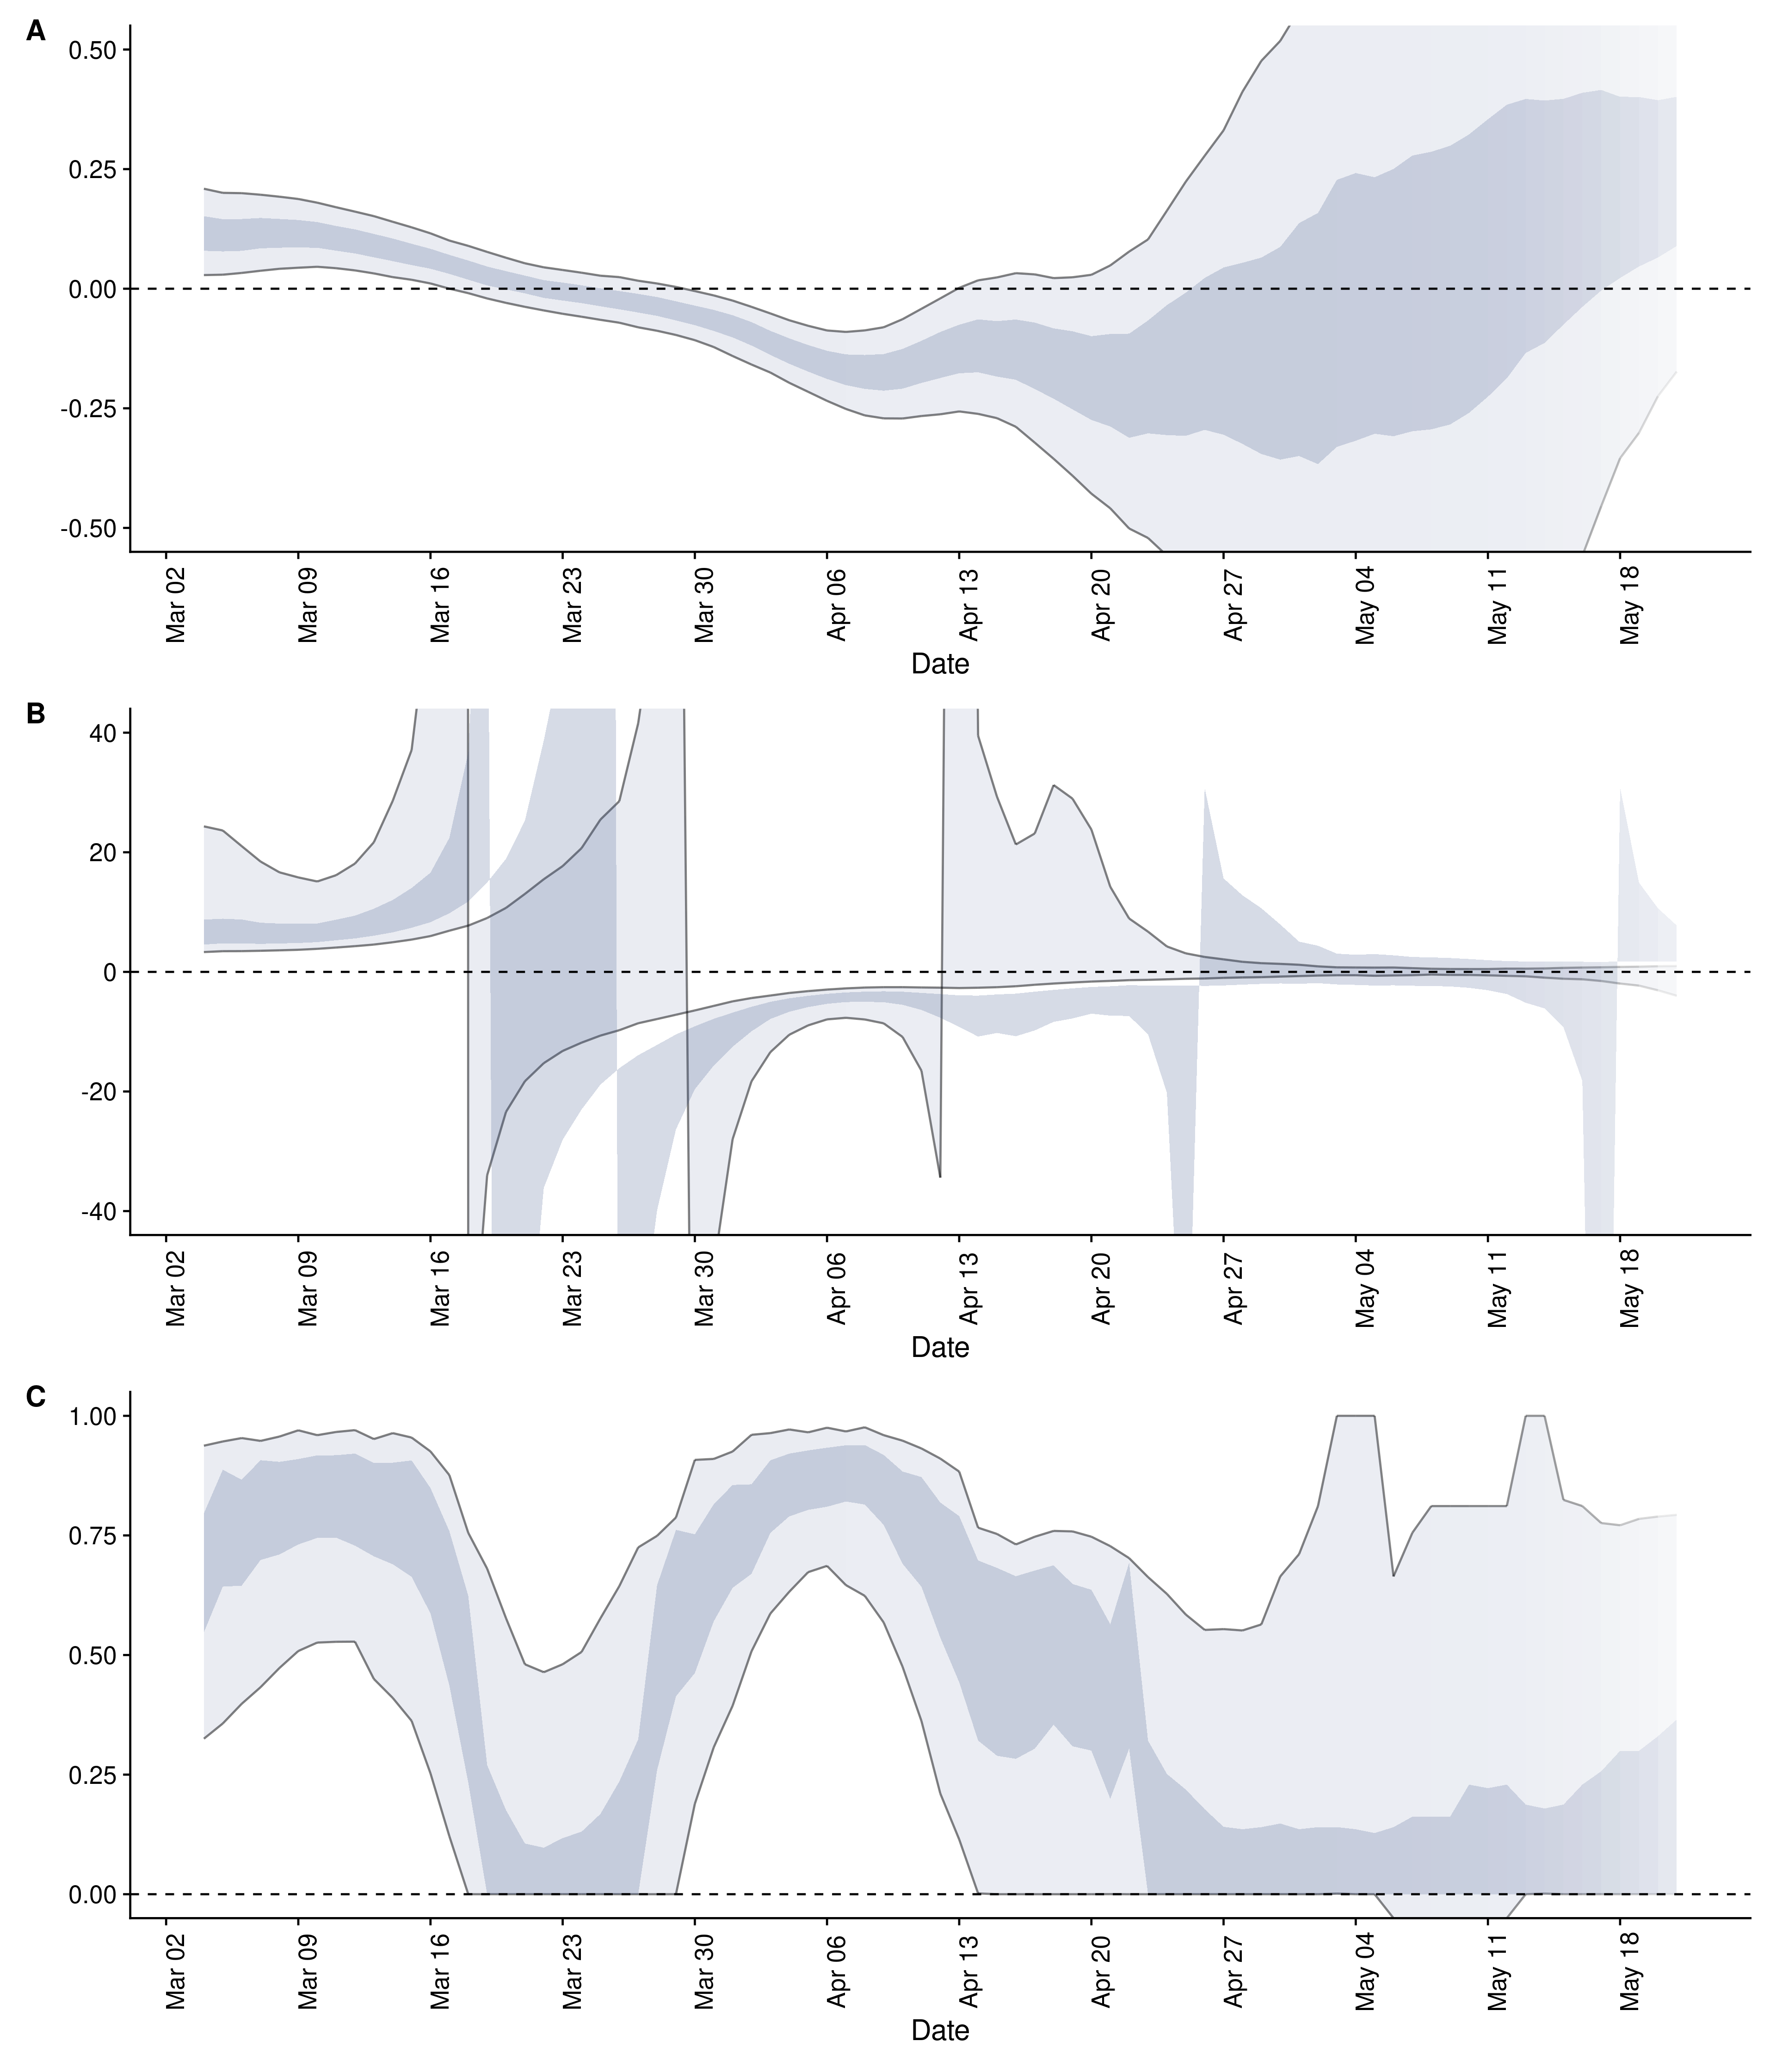 A
0.50
0.25
0.00
-0.25
-0.50
Mar 02
Mar 09
Mar 16
Mar 23
Mar 30
Apr 06
Apr 13
Apr 20
Apr 27
May 04
May 11
May 18
Date
B
40
20
0
-20
-40
Mar 02
Mar 09
Mar 16
Mar 23
Mar 30
Apr 06
Apr 13
Apr 20
Apr 27
May 04
May 11
May 18
Date
C
1.00
0.75
0.50
0.25
0.00
Mar 02
Mar 09
Mar 16
Mar 23
Mar 30
Apr 06
Apr 13
Apr 20
Apr 27
May 04
May 11
May 18
Date